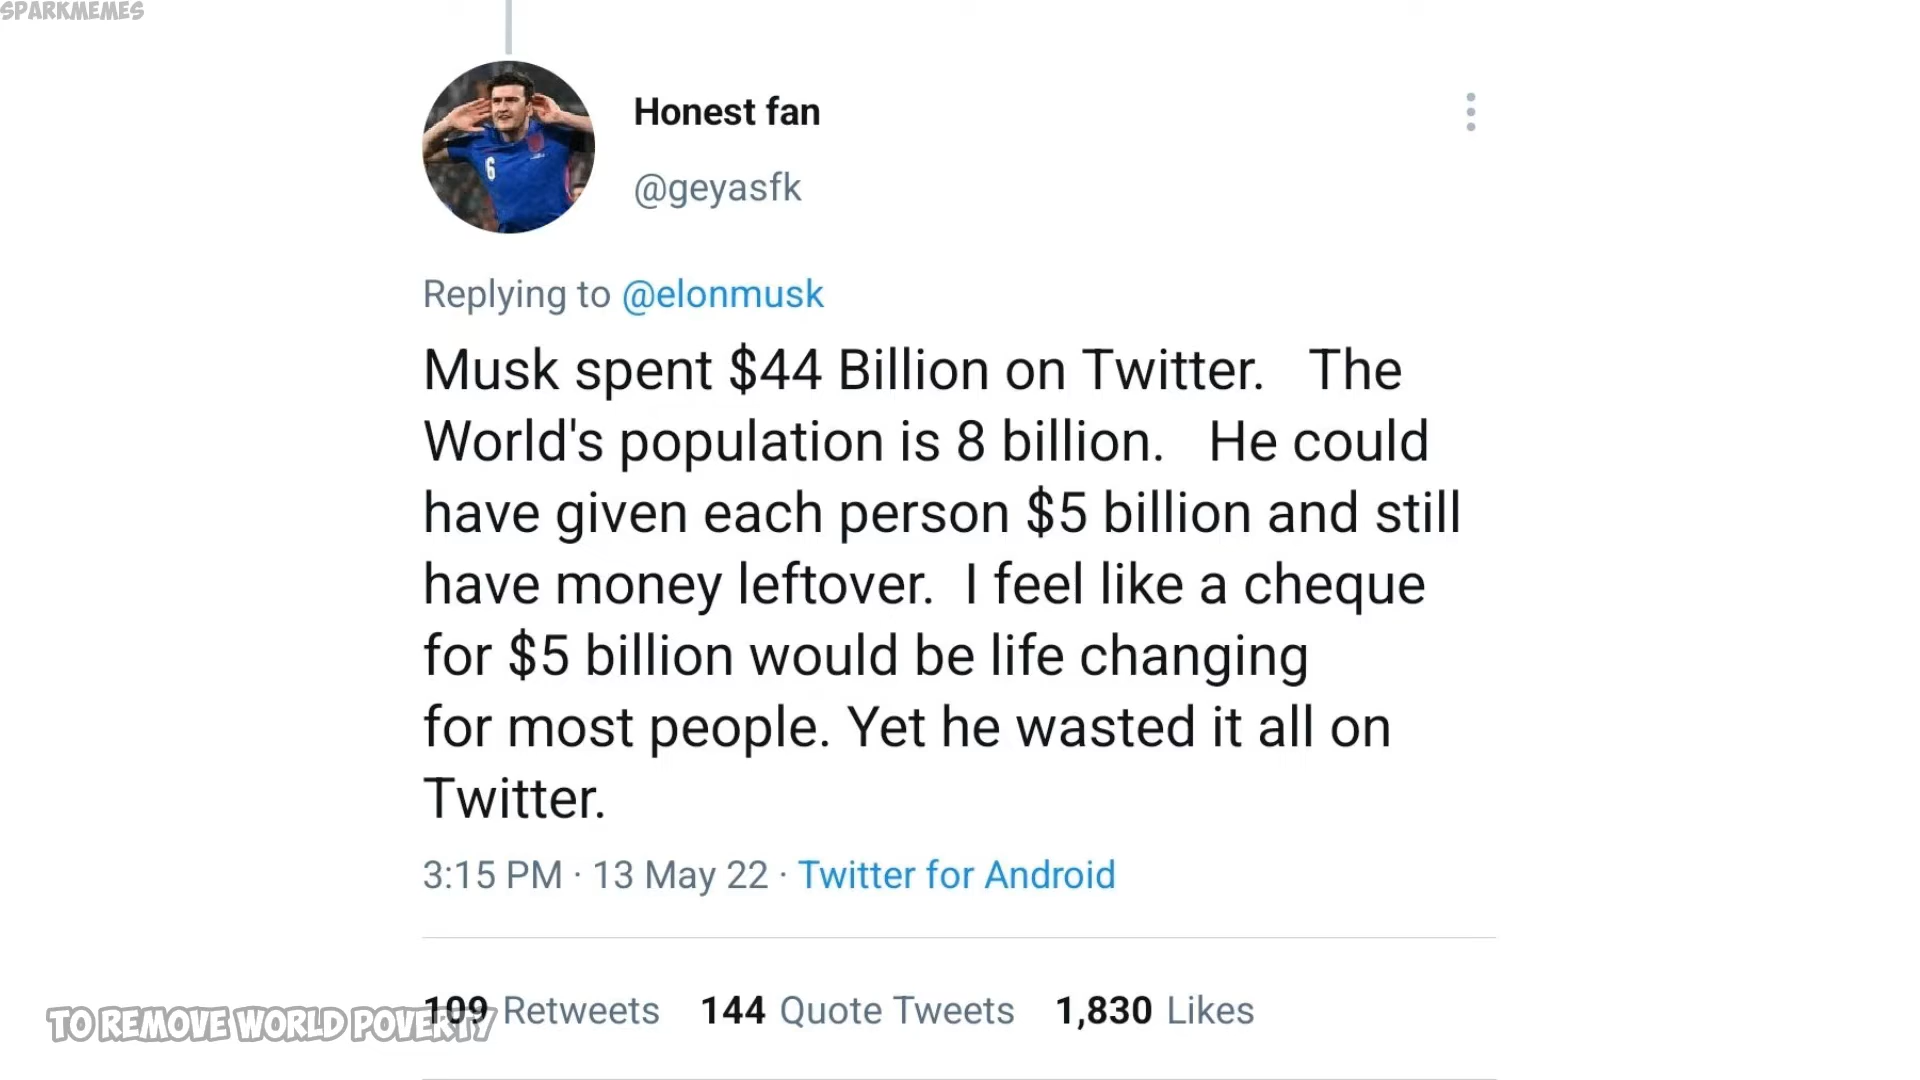 SPARKMEMES
6
Honest fan
@geyasfk
Replying to @elonmusk
Musk spent $44 Billion on Twitter. The
World's population is 8 billion. He could
have given each person $5 billion and still
have money leftover. I feel like a cheque
for $5 billion would be life changing
for most people. Yet he wasted it all on
Twitter.
3:15 PM · 13 May 22 · Twitter for Android
109 Retweets 144 Quote Tweets 1,830 Likes
TO REMOVE WORLD POVERTY